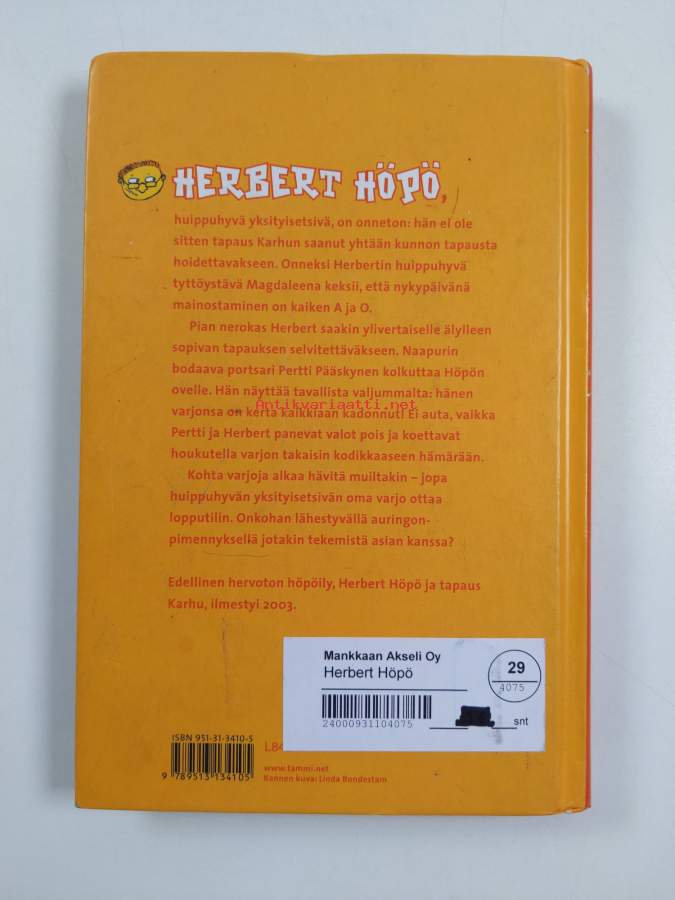 HERBERT HÖPÖ,
huippuhyvä yksityisetsivä, on onneton: hän ei ole
sitten tapaus Karhun saanut yhtään kunnon tapausta
hoidettavakseen. Onneksi Herbertin huippuhyvä
tyttöystävä Magdaleena keksii, että nykypäivänä
mainostaminen on kaiken A ja O.
Pian nerokas Herbert saakin ylivertaiselle älylleen
sopivan tapauksen selvitettäväkseen. Naapurin
bodaava portsari Pertti Pääskynen kolkuttaa Höpön
ovelle. Hän näyttää tavallista valjummalta: hänen
Antikvariaatti.net
varjonsa on kerta kaikkiaan kadonnut! Ei auta, vaikka
Pertti ja Herbert panevat valot pois ja koettavat
houkutella varjon takaisin kodikkaaseen hämärään.
Kohta varjoja alkaa hävitä muiltakin – jopa
huippuhyvän yksityisetsivän oma varjo ottaa
lopputilin. Onkohan lähestyvällä auringon-
pimennyksellä jotakin tekemistä asian kanssa?
Edellinen hervoton höpöily, Herbert Höpö ja tapaus
Karhu, ilmestyi 2003.
Mankkaan Akseli Oy
Herbert Höpö
29
4075
24000931104075
snt
ISBN 951-31-3410-5
L84
9 789513 134105
www.tammi.net
Kannen kuva: Linda Bondestam